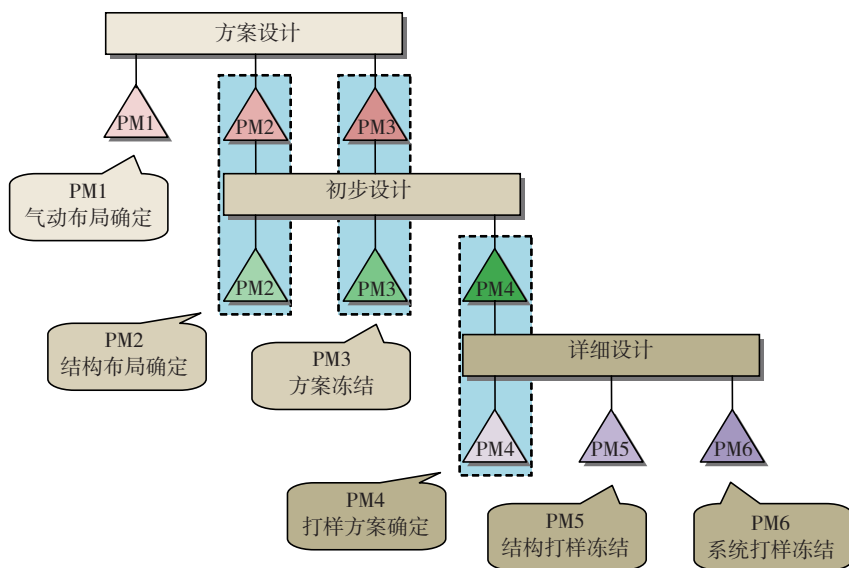 方案设计
PM1
PM2
PM3
PM1
气动布局确定
初步设计
PM2
PM3
PM4
PM2
结构布局确定
PM3
方案冻结
详细设计
PM4
PM5
PM6
PM4
打样方案确定
PM5
结构打样冻结
PM6
系统打样冻结